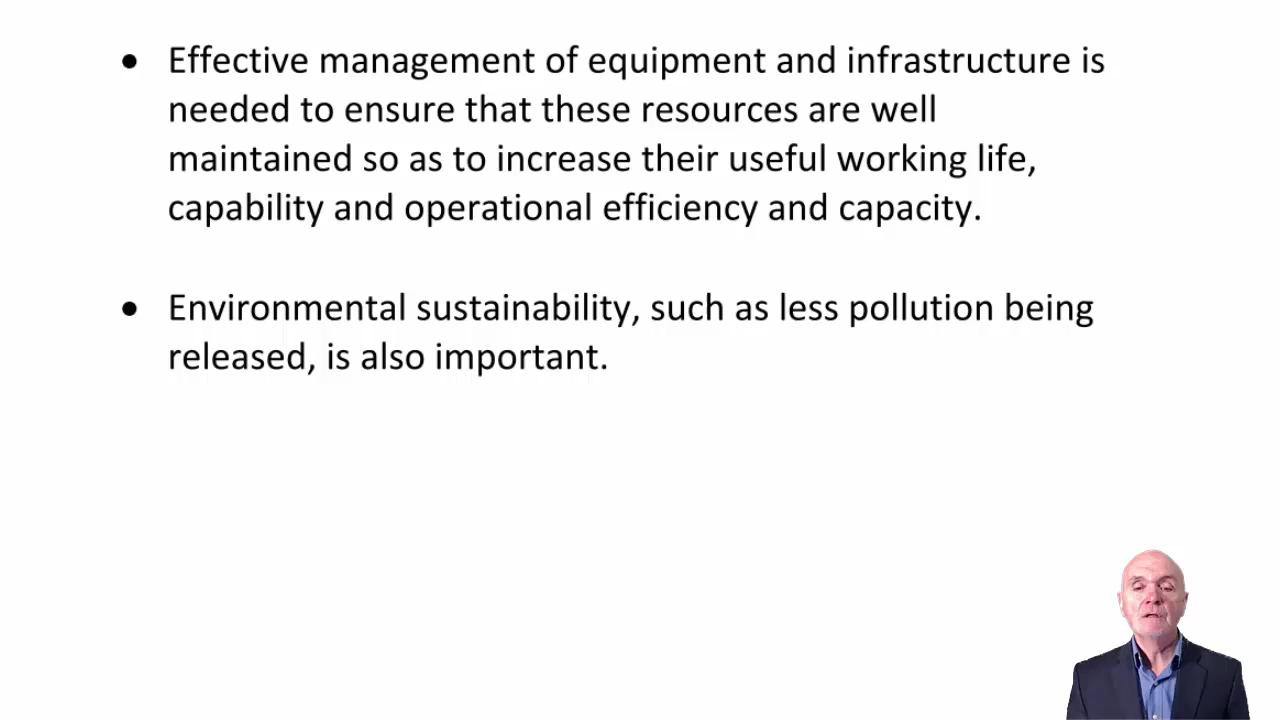 • Effective management of equipment and infrastructure is
needed to ensure that these resources are well
maintained so as to increase their useful working life,
capability and operational efficiency and capacity.
• Environmental sustainability, such as less pollution being
released, is also important.